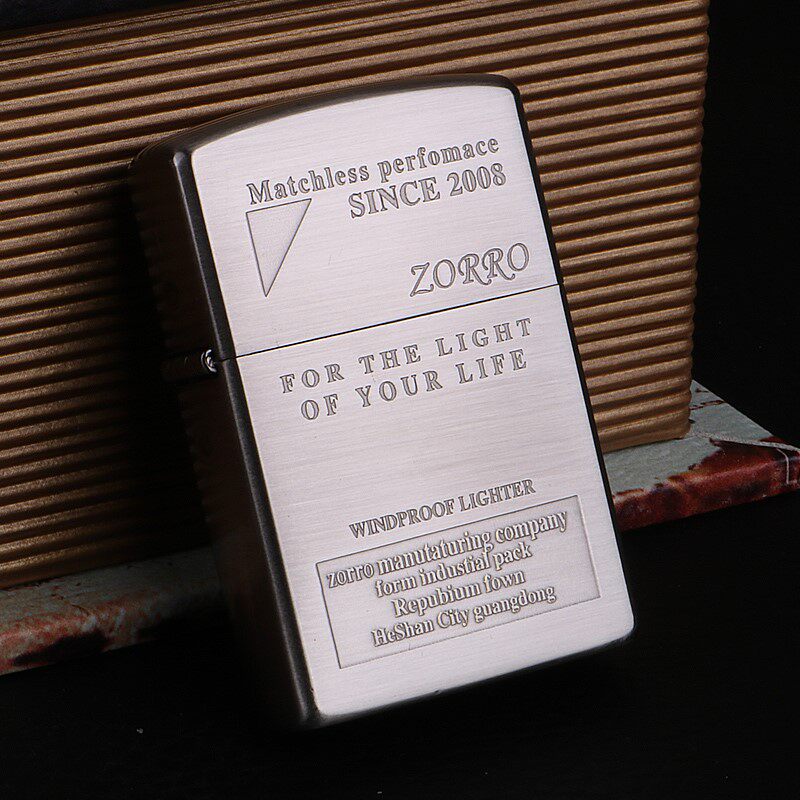 Matchless perfomace
SINCE 2008
ZORRO
FOR THE LIGHT
OF YOUR LIFE
WINDPROOF LIGHTER
zorro manutaturing company
form industial pack
Repubium fown
HeShan City guangdong